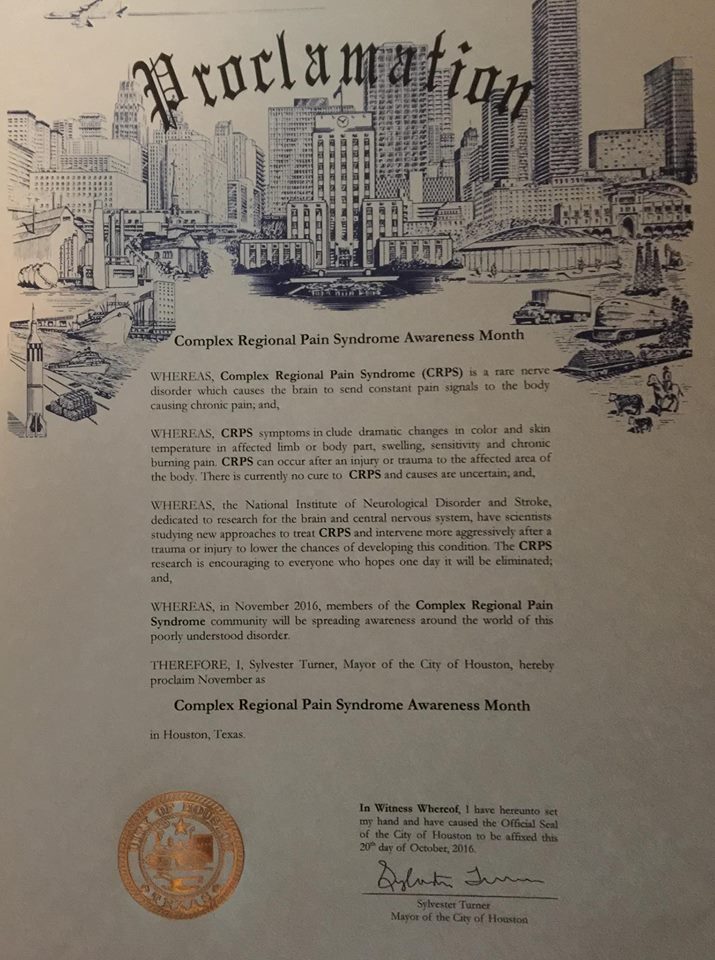 Proclamation
Complex Regional Pain Syndrome Awareness Month
WHEREAS, Complex Regional Pain Syndrome (CRPS) is a rare nerve
disorder which causes the brain to send constant pain signals to the body
causing chronic pain; and,
WHEREAS, CRPS symptoms in clude dramatic changes in color and skin
temperature in affected limb or body part, swelling, sensitivity and chronic
burning pain. CRPS can occur after an injury or trauma to the affected area of
the body. There is currently no cure to CRPS and causes are uncertain; and,
WHEREAS, the National Institute of Neurological Disorder and Stroke,
dedicated to research for the brain and central nervous system, have scientists
studying new approaches to treat CRPS and intervene more aggressively after a
trauma or injury to lower the chances of developing this condition. The CRPS
research is encouraging to everyone who hopes one day it will be eliminated;
and,
WHEREAS, in November 2016, members of the Complex Regional Pain
Syndrome community will be spreading awareness around the world of this
poorly understood disorder.
THEREFORE, I, Sylvester Turner, Mayor of the City of Houston, hereby
proclaim November as
Complex Regional Pain Syndrome Awareness Month
in Houston, Texas.
CITY OF HOUSTON
TEXAS
In Witness Whereof, I have hereunto set
my hand and have caused the Official Seal
of the City of Houston to be affixed this
20th day of October, 2016.
Sylvester Turner
Sylvester Turner
Mayor of the City of Houston